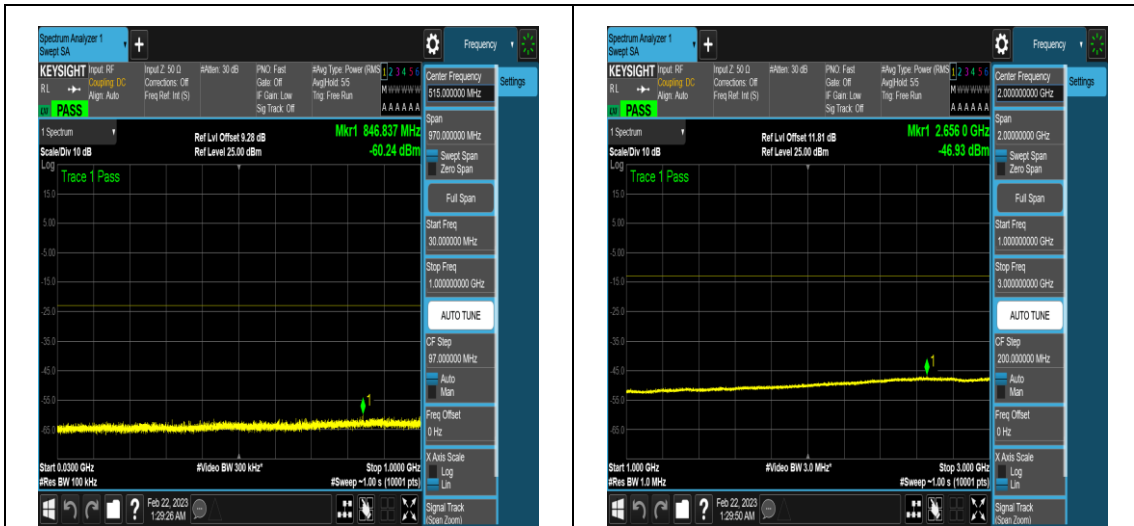 Spectrum Analyzer 1
Swept SA
+
Frequency
KEYSIGHT
RL
Input: RF
Coupling: DC
Align: Auto
Input Z: 50 Ω
Corrections: Off
Freq Ref: Int (S)
#Atten: 30 dB
PNO: Fast
Gate: Off
IF Gain: Low
Sig Track: Off
#Avg Type: Power (RMS
Avg|Hold: 5/5
Trig: Free Run
1 2 3 4 5 6
M W W W W W
A A A A A A
PASS
1 Spectrum
Scale/Div 10 dB
Ref Lvl Offset 9.28 dB
Ref Level 25.00 dBm
Mkr1 846.837 MHz
-60.24 dBm
Log
Trace 1 Pass
15.0
5.00
-5.00
-15.0
-25.0
-35.0
-45.0
-55.0
-65.0
1
Start 0.0300 GHz
#Res BW 100 kHz
#Video BW 300 kHz*
Stop 1.0000 GHz
#Sweep ~1.00 s (10001 pts)
Center Frequency
515.000000 MHz
Settings
Span
970.000000 MHz
Swept Span
Zero Span
Full Span
Start Freq
30.000000 MHz
Stop Freq
1.000000000 GHz
AUTO TUNE
CF Step
97.000000 MHz
Auto
Man
Freq Offset
0 Hz
X Axis Scale
Log
Lin
Signal Track
(Span Zoom)
?
Feb 22, 2023
1:29:26 AM
Spectrum Analyzer 1
Swept SA
+
Frequency
KEYSIGHT
RL
Input: RF
Coupling: DC
Align: Auto
Input Z: 50 Ω
Corrections: Off
Freq Ref: Int (S)
#Atten: 30 dB
PNO: Fast
Gate: Off
IF Gain: Low
Sig Track: Off
#Avg Type: Power (RMS
Avg|Hold: 5/5
Trig: Free Run
1 2 3 4 5 6
M W W W W W
A A A A A A
PASS
1 Spectrum
Scale/Div 10 dB
Ref Lvl Offset 11.81 dB
Ref Level 25.00 dBm
Mkr1 2.656 0 GHz
-46.93 dBm
Log
Trace 1 Pass
15.0
5.00
-5.00
-15.0
-25.0
-35.0
-45.0
-55.0
-65.0
1
Start 1.000 GHz
#Res BW 1.0 MHz
#Video BW 3.0 MHz*
Stop 3.000 GHz
#Sweep ~1.00 s (10001 pts)
Center Frequency
2.000000000 GHz
Settings
Span
2.00000000 GHz
Swept Span
Zero Span
Full Span
Start Freq
1.000000000 GHz
Stop Freq
3.000000000 GHz
AUTO TUNE
CF Step
200.000000 MHz
Auto
Man
Freq Offset
0 Hz
X Axis Scale
Log
Lin
Signal Track
(Span Zoom)
?
Feb 22, 2023
1:29:50 AM